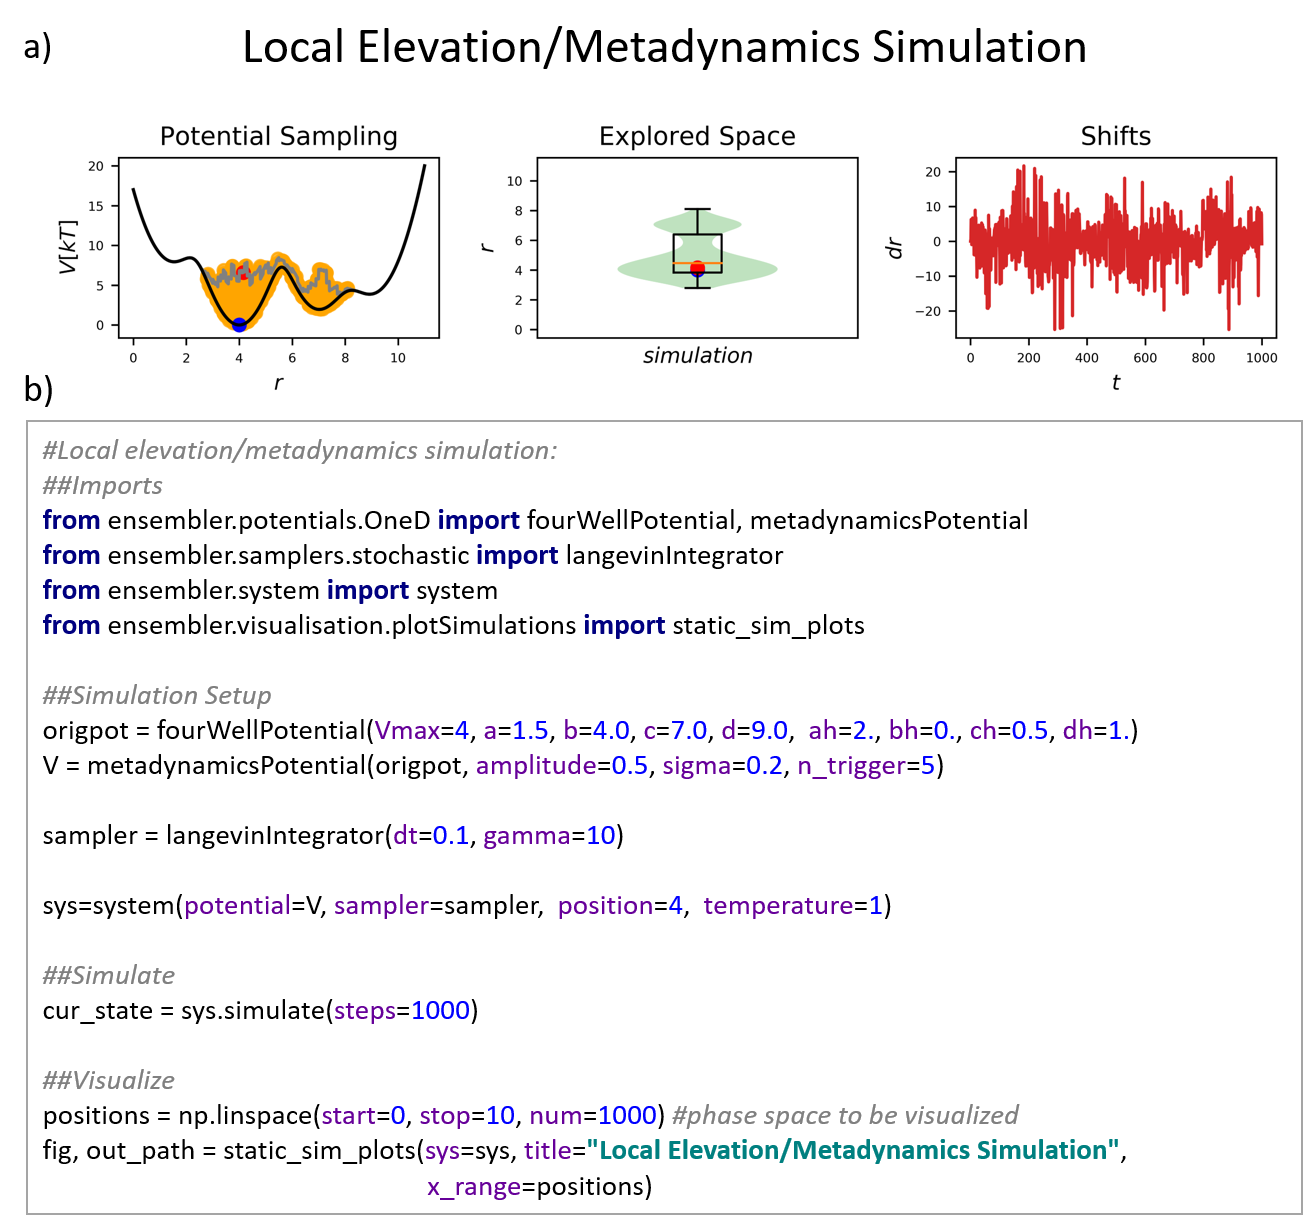 a)
Local Elevation/Metadynamics Simulation
Potential Sampling
V[kT]
20
15
10
5
0
0 2 4 6 8 10
r
Explored Space
r
10
8
6
4
2
0
simulation
Shifts
dr
20
10
0
−10
−20
0 200 400 600 800 1000
t
b)
#Local elevation/metadynamics simulation:
##Imports
from ensembler.potentials.OneD import fourWellPotential, metadynamicsPotential
from ensembler.samplers.stochastic import langevinIntegrator
from ensembler.system import system
from ensembler.visualisation.plotSimulations import static_sim_plots
##Simulation Setup
origpot = fourWellPotential(Vmax=4, a=1.5, b=4.0, c=7.0, d=9.0, ah=2., bh=0., ch=0.5, dh=1.)
V = metadynamicsPotential(origpot, amplitude=0.5, sigma=0.2, n_trigger=5)
sampler = langevinIntegrator(dt=0.1, gamma=10)
sys=system(potential=V, sampler=sampler, position=4, temperature=1)
##Simulate
cur_state = sys.simulate(steps=1000)
##Visualize
positions = np.linspace(start=0, stop=10, num=1000) #phase space to be visualized
fig, out_path = static_sim_plots(sys=sys, title="Local Elevation/Metadynamics Simulation",
x_range=positions)